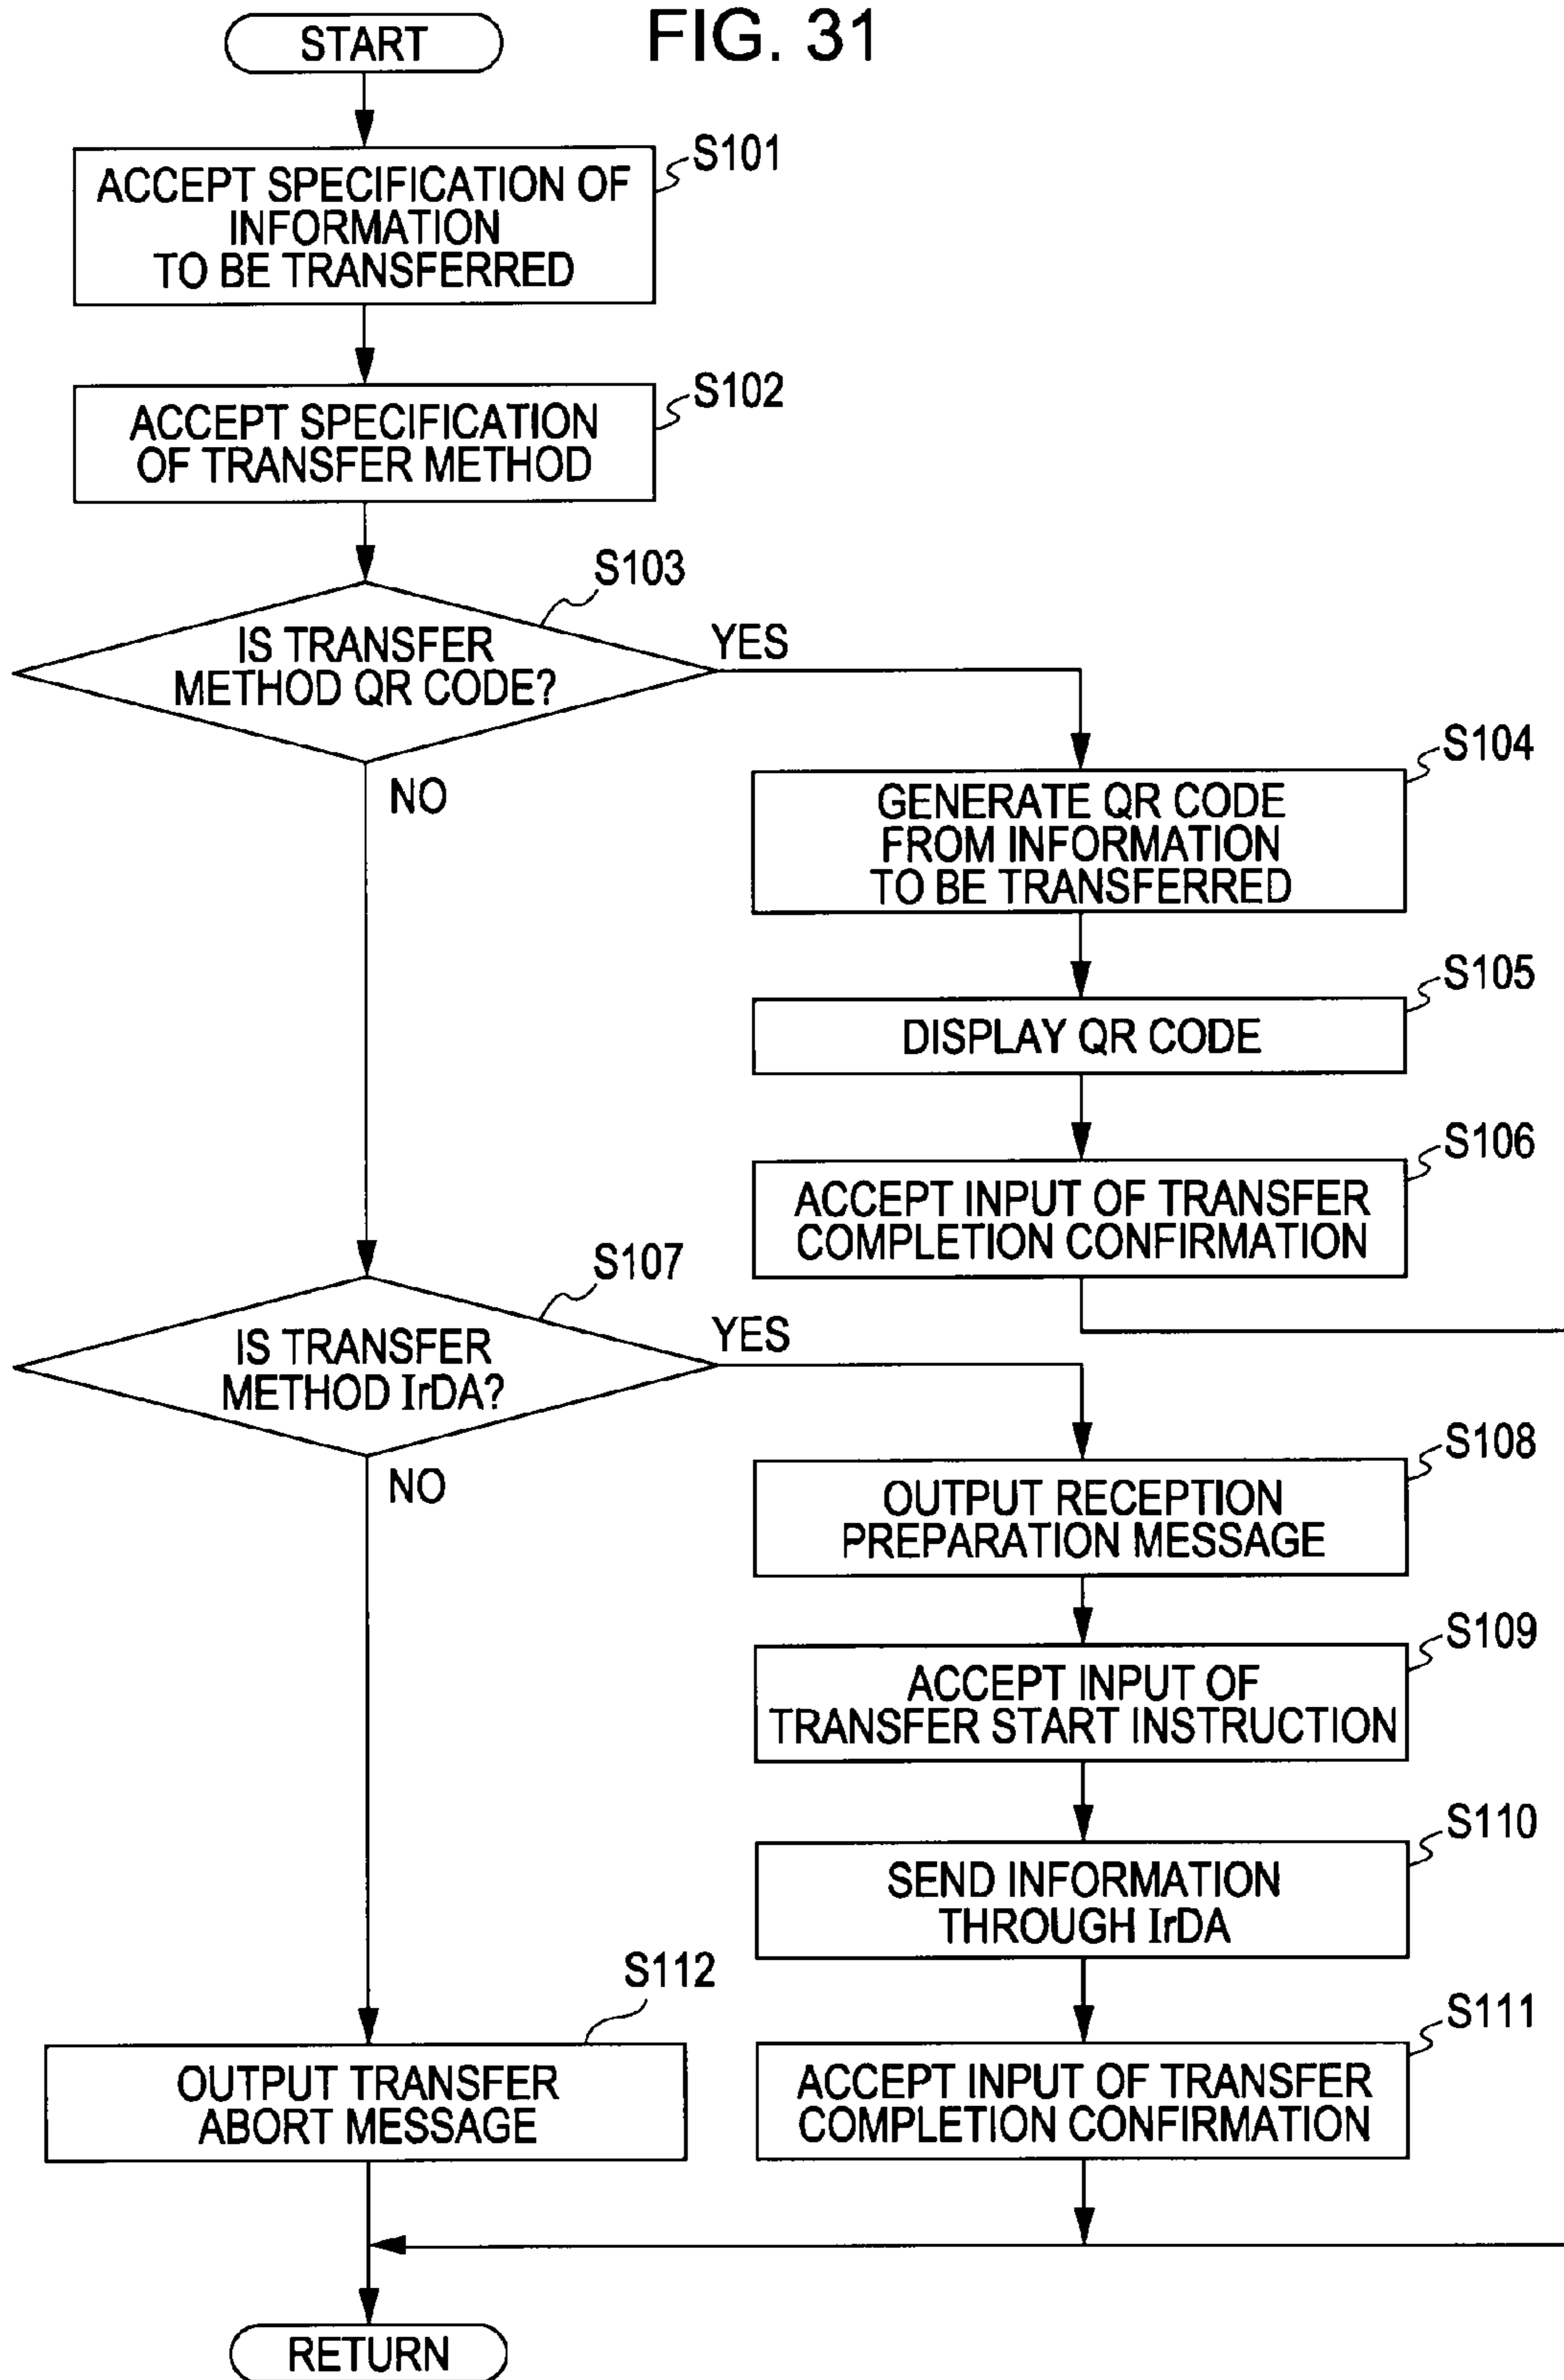 FIG. 31
START
S101
ACCEPT SPECIFICATION OF
INFORMATION
TO BE TRANSFERRED
S102
ACCEPT SPECIFICATION
OF TRANSFER METHOD
S103
IS TRANSFER
METHOD QR CODE?
YES
NO
S104
GENERATE QR CODE
FROM INFORMATION
TO BE TRANSFERRED
S105
DISPLAY QR CODE
S106
ACCEPT INPUT OF TRANSFER
COMPLETION CONFIRMATION
S107
IS TRANSFER
METHOD IrDA?
YES
NO
S108
OUTPUT RECEPTION
PREPARATION MESSAGE
S109
ACCEPT INPUT OF
TRANSFER START INSTRUCTION
S110
SEND INFORMATION
THROUGH IrDA
S111
ACCEPT INPUT OF TRANSFER
COMPLETION CONFIRMATION
S112
OUTPUT TRANSFER
ABORT MESSAGE
RETURN